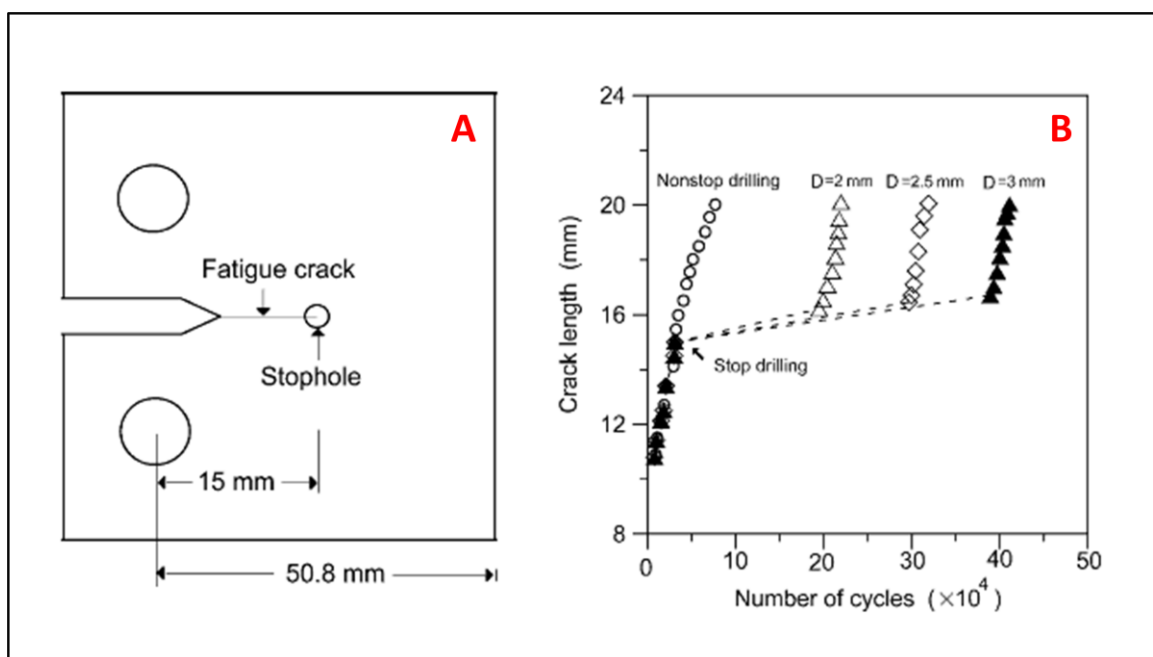 A
Fatigue crack
Stophole
15 mm
50.8 mm
B
24
20
16
12
8
Crack length (mm)
Nonstop drilling
D=2 mm
D=2.5 mm
D=3 mm
Stop drilling
0
10
20
30
40
50
Number of cycles (×10⁴)